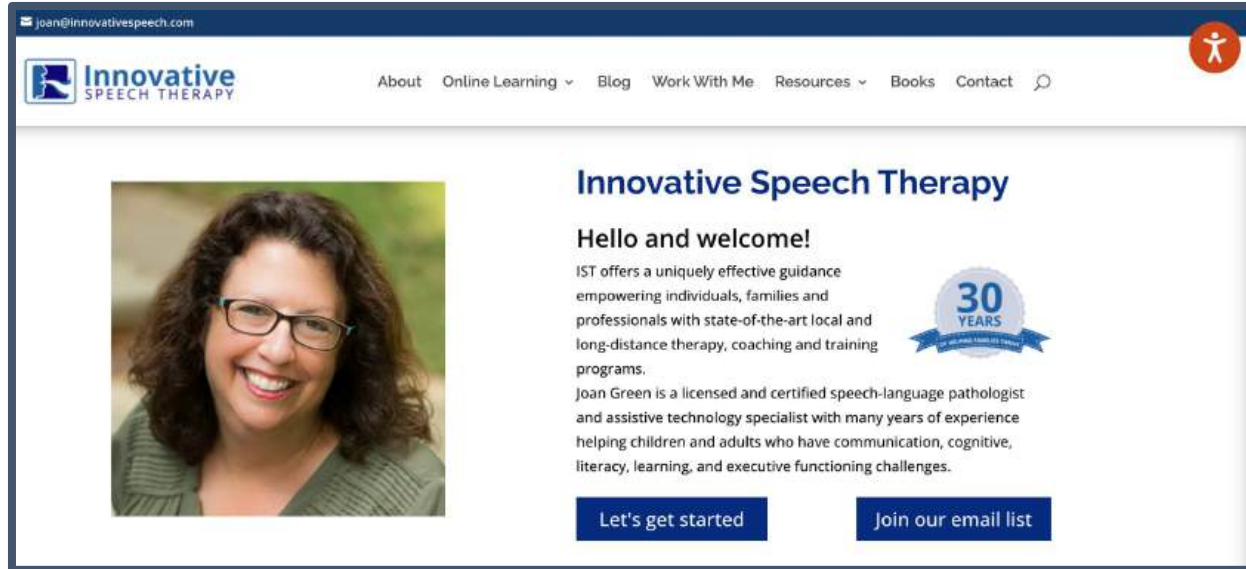 joan@innovativespeech.com
Innovative
SPEECH THERAPY
About Online Learning Blog Work With Me Resources Books Contact
Innovative Speech Therapy
Hello and welcome!
IST offers a uniquely effective guidance
empowering individuals, families and
professionals with state-of-the-art local and
long-distance therapy, coaching and training
programs.
30
YEARS
OF HELPING FAMILIES THRIVE
Joan Green is a licensed and certified speech-language pathologist
and assistive technology specialist with many years of experience
helping children and adults who have communication, cognitive,
literacy, learning, and executive functioning challenges.
Let's get started
Join our email list